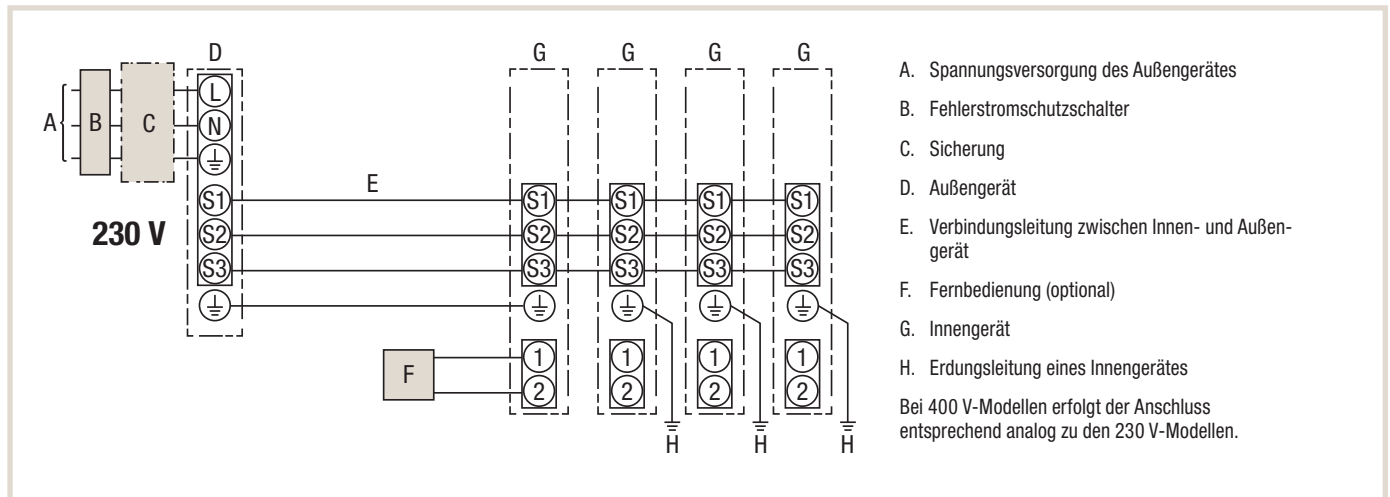 D G G G G
L
A B C N
S1 E S1 S1 S1 S1
230 V S2 S2 S2 S2 S2
S3 S3 S3 S3 S3
F 1 1 1 1
2 2 2 2
H H H
A. Spannungsversorgung des Außengerätes
B. Fehlerstromschutzschalter
C. Sicherung
D. Außengerät
E. Verbindungsleitung zwischen Innen- und Außen-
gerät
F. Fernbedienung (optional)
G. Innengerät
H. Erdungsleitung eines Innengerätes
Bei 400 V-Modellen erfolgt der Anschluss
entsprechend analog zu den 230 V-Modellen.